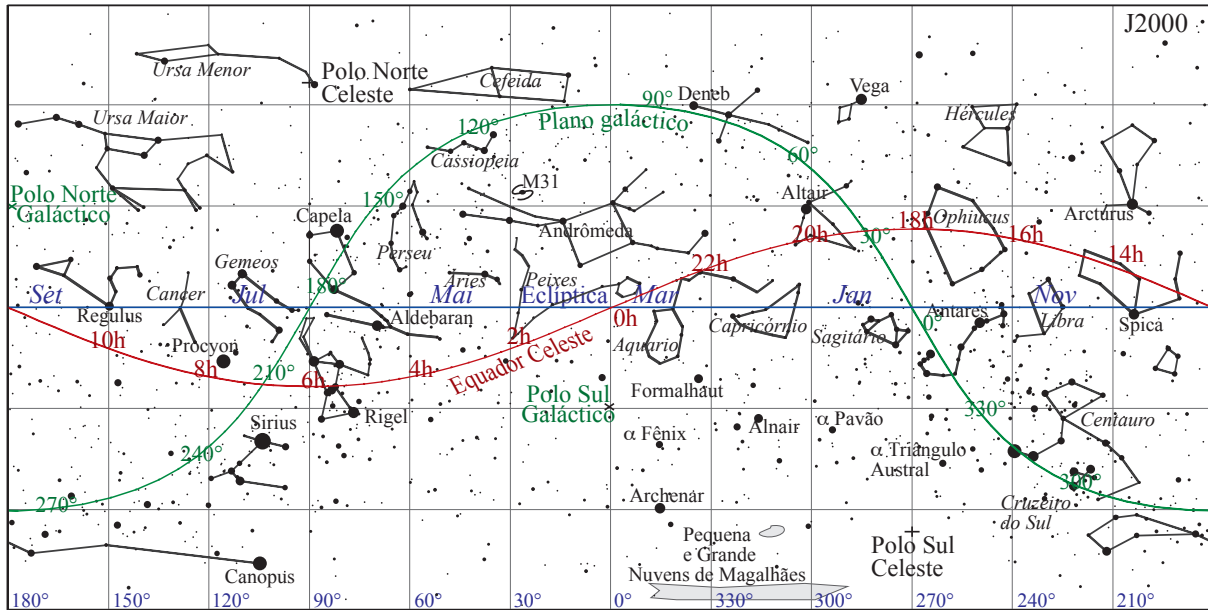 J2000
Ursa Menor
Polo Norte
Celeste
Cefeida
Deneb
90°
Vega
Hércules
Ursa Maior
120°
Plano galáctico
Cassiopeia
60°
M31
Polo Norte
Galáctico
150°
Capela
Perseu
Andrômeda
Altair
20h
30°
18h
Ophiucus
16h
Arcturus
14h
Gemeos
180°
Aries
Peixes
22h
Cancer
Set
Jul
Mai
Eclíptica
Mar
Jan
Nov
Regulus
Aldebaran
0h
Capricórnio
Sagitário
0°
Antares
Libra
Spica
10h
Procyon
8h
210°
6h
4h
2h
Equador Celeste
Aquario
Formalhaut
Polo Sul
Galáctico
Rigel
Sirius
240°
α Fênix
Alnair
α Pavão
330°
Centauro
α Triângulo
Austral
270°
Archenar
300°
Cruzeiro
do Sul
Pequena
e Grande
Nuvens de Magalhães
Polo Sul
Celeste
Canopus
180°
150°
120°
90°
60°
30°
0°
330°
300°
270°
240°
210°